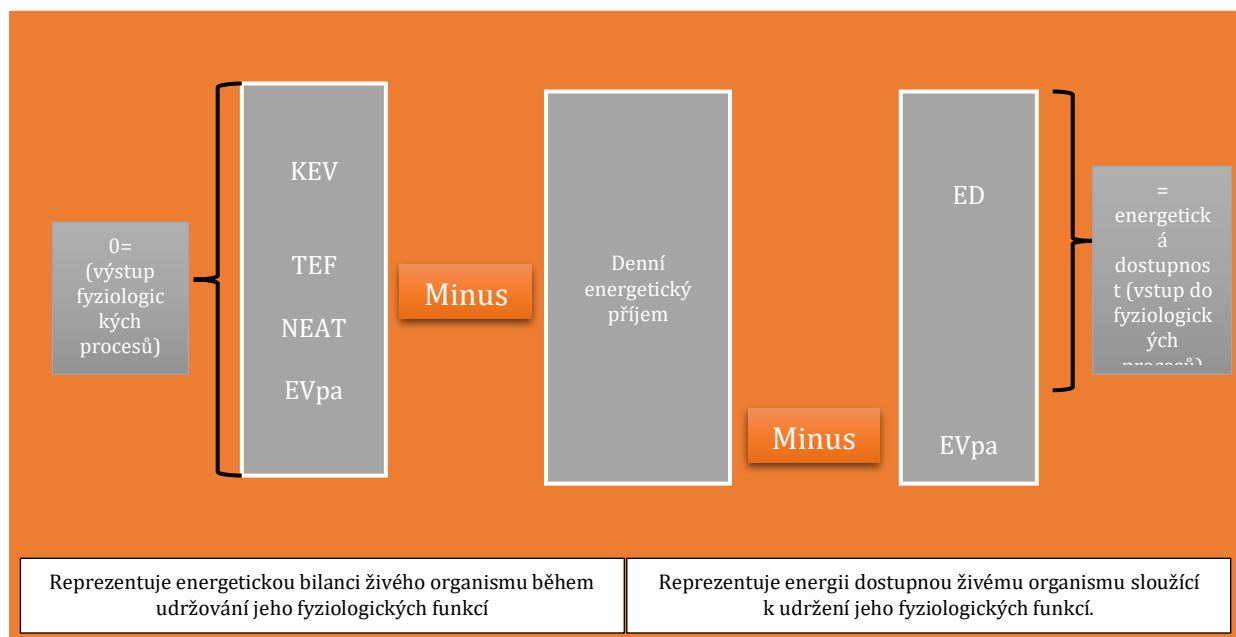 0=
(výstup
fyziologic
kých
procesů)
KEV
TEF
NEAT
EVpa
Minus
Denní
energetický
příjem
Minus
ED
EVpa
=
energetick
á
dostupnos
t (vstup do
fyziologick
ých
procesů)
Reprezentuje energetickou bilanci živého organismu během
udržování jeho fyziologických funkcí
Reprezentuje energii dostupnou živému organismu sloužící
k udržení jeho fyziologických funkcí.